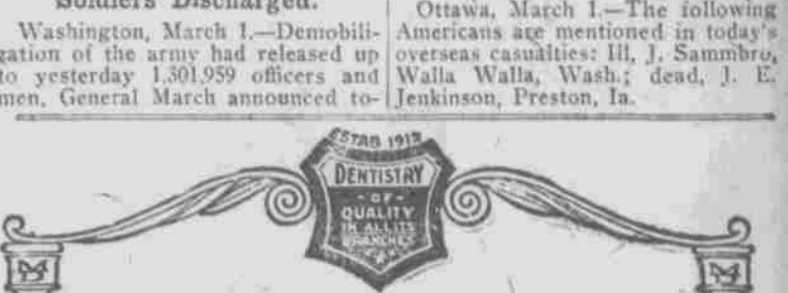 Soldiers Discharged.
Washington, March 1.—Demobili-
zation of the army had released up
to yesterday 1,301,959 officers and
men, General March announced to-
Ottawa, March 1.—The following
Americans are mentioned in today's
overseas casualties: Ill, J. Sammbro,
Walla Walla, Wash.; dead, J. E.
Jenkinson, Preston, Ia.
ESTAB 1912
DENTISTRY
-OF-
QUALITY
IN ALL ITS
BRANCHES